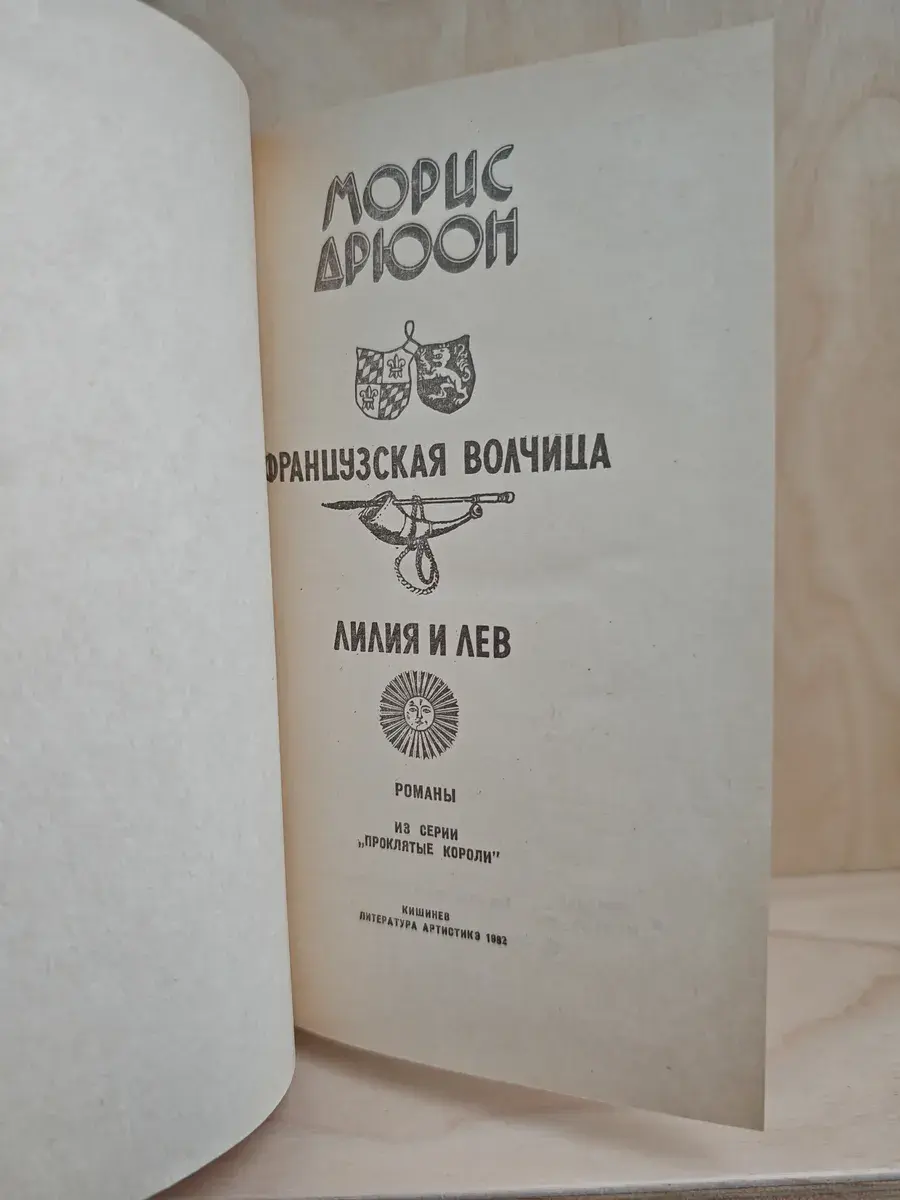 МОРИС
ДРЮОН
ФРАНЦУЗСКАЯ ВОЛЧИЦА
ЛИЛИЯ И ЛЕВ
РОМАНЫ
ИЗ СЕРИИ
„ПРОКЛЯТЫЕ КОРОЛИ"
КИШИНЕВ
ЛИТЕРАТУРА АРТИСТИКЭ 1982